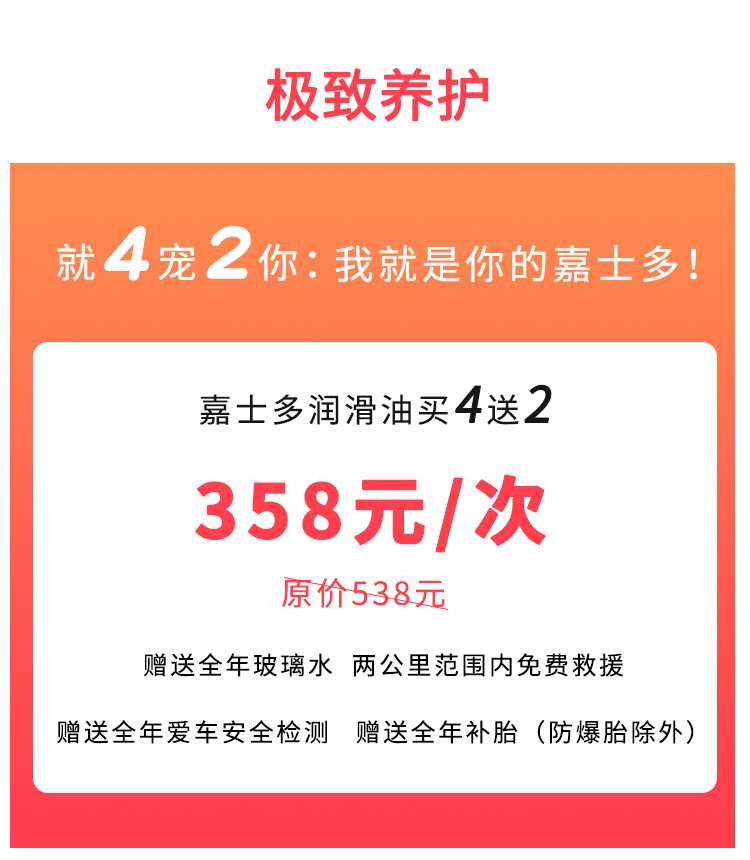 极致养护
就4宠2你：我就是你的嘉士多！
嘉士多润滑油买4送2
358元/次
原价538元
赠送全年玻璃水 两公里范围内免费救援
赠送全年爱车安全检测 赠送全年补胎（防爆胎除外）